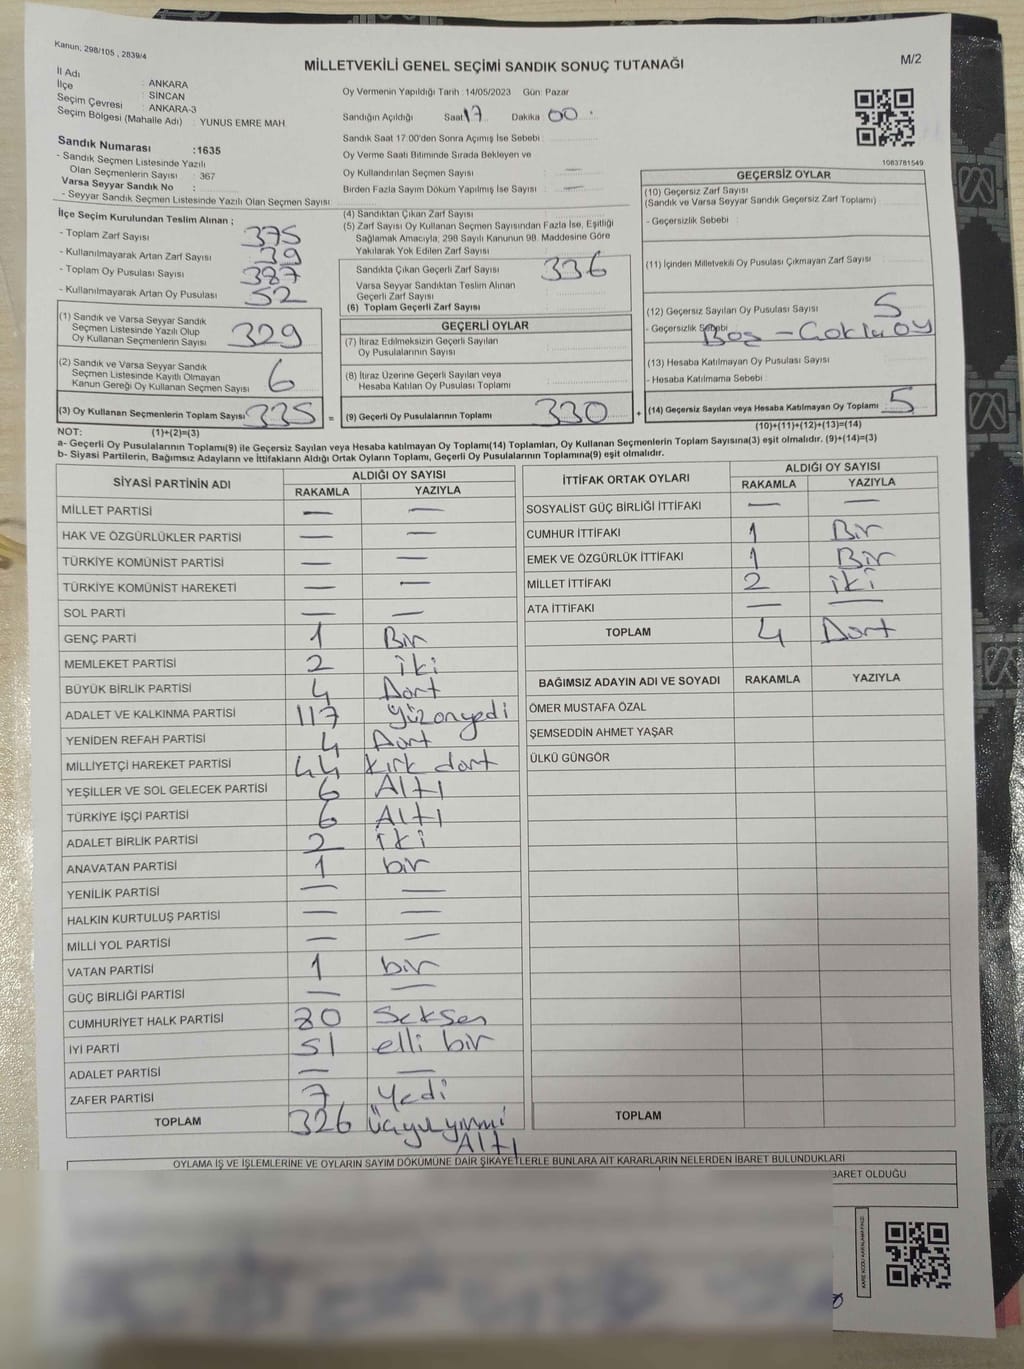 Kanun, 298/105 , 2839/4
M/2
MİLLETVEKİLİ GENEL SEÇİMİ SANDIK SONUÇ TUTANAĞI
İl Adı : ANKARA
İlçe : SİNCAN
Seçim Çevresi : ANKARA-3
Seçim Bölgesi (Mahalle Adı) : YUNUS EMRE MAH.
Sandık Numarası :1635
- Sandık Seçmen Listesinde Yazılı
Olan Seçmenlerin Sayısı : 367
Varsa Seyyar Sandık No :
- Seyyar Sandık Seçmen Listesinde Yazılı Olan Seçmen Sayısı :
Oy Vermenin Yapıldığı Tarih :14/05/2023 Gün: Pazar
Sandığın Açıldığı Saat 17 Dakika 00
Sandık Saat 17.00'den Sonra Açımış İse Sebebi :
Oy Verme Saati Bitiminde Sırada Bekleyen ve
Oy Kullandırılan Seçmen Sayısı : —
Birden Fazla Sayım Döküm Yapılmış İse Sayısı : —
1083781549
İlçe Seçim Kurulundan Teslim Alınan ;
- Toplam Zarf Sayısı 375
- Kullanılmayarak Artan Zarf Sayısı 39
- Toplam Oy Pusulası Sayısı 387
- Kullanılmayarak Artan Oy Pusulası 52
(1) Sandık ve Varsa Seyyar Sandık
Seçmen Listesinde Yazılı Olup
Oy Kullanan Seçmenlerin Sayısı 329
(2) Sandık ve Varsa Seyyar Sandık
Seçmen Listesinde Kayıtlı Olmayan
Kanun Gereği Oy Kullanan Seçmen Sayısı 6
(3) Oy Kullanan Seçmenlerin Toplam Sayısı 335 =
(4) Sandıktan Çıkan Zarf Sayısı
(5) Zarf Sayısı Oy Kullanan Seçmen Sayısından Fazla İse, Eşitliği
Sağlamak Amacıyla, 298 Sayılı Kanunun 98. Maddesine Göre
Yakılarak Yok Edilen Zarf Sayısı
Sandıkta Çıkan Geçerli Zarf Sayısı 336
Varsa Seyyar Sandıktan Teslim Alınan
Geçerli Zarf Sayısı
(6) Toplam Geçerli Zarf Sayısı
GEÇERLİ OYLAR
(7) İtiraz Edilmeksizin Geçerli Sayılan
Oy Pusulalarının Sayısı
(8) İtiraz Üzerine Geçerli Sayılan veya
Hesaba Katılan Oy Pusulası Toplamı
(9) Geçerli Oy Pusulalarının Toplamı 330 +
GEÇERSİZ OYLAR
(10) Geçersiz Zarf Sayısı
(Sandık ve Varsa Seyyar Sandık Geçersiz Zarf Toplamı)
- Geçersizlik Sebebi :
(11) İçinden Milletvekili Oy Pusulası Çıkmayan Zarf Sayısı
(12) Geçersiz Sayılan Oy Pusulası Sayısı 5
- Geçersizlik Sebebi Boş - Çoklu oy
(13) Hesaba Katılmayan Oy Pusulası Sayısı
- Hesaba Katılmama Sebebi :
(14) Geçersiz Sayılan veya Hesaba Katılmayan Oy Toplamı 5
NOT: (1)+(2)=(3)
(10)+(11)+(12)+(13)=(14)
a- Geçerli Oy Pusulalarının Toplamı(9) ile Geçersiz Sayılan veya Hesaba katılmayan Oy Toplamı(14) Toplamları, Oy Kullanan Seçmenlerin Toplam Sayısına(3) eşit olmalıdır. (9)+(14)=(3)
b- Siyasi Partilerin, Bağımsız Adayların ve İttifakların Aldığı Ortak Oyların Toplamı, Geçerli Oy Pusulalarının Toplamına(9) eşit olmalıdır.
SİYASİ PARTİNİN ADI ALDIĞI OY SAYISI
RAKAMLA YAZIYLA
MİLLET PARTİSİ — —
HAK VE ÖZGÜRLÜKLER PARTİSİ — —
TÜRKİYE KOMÜNİST PARTİSİ — —
TÜRKİYE KOMÜNİST HAREKETİ — —
SOL PARTİ — —
GENÇ PARTİ 1 Bir
MEMLEKET PARTİSİ 2 iki
BÜYÜK BİRLİK PARTİSİ 4 Dört
ADALET VE KALKINMA PARTİSİ 117 yüzonyedi
YENİDEN REFAH PARTİSİ 4 Dört
MİLLİYETÇİ HAREKET PARTİSİ 44 kırk dört
YEŞİLLER VE SOL GELECEK PARTİSİ 6 Altı
TÜRKİYE İŞÇİ PARTİSİ 6 Altı
ADALET BİRLİK PARTİSİ 2 iki
ANAVATAN PARTİSİ 1 bir
YENİLİK PARTİSİ — —
HALKIN KURTULUŞ PARTİSİ — —
MİLLİ YOL PARTİSİ — —
VATAN PARTİSİ 1 bir
GÜÇ BİRLİĞİ PARTİSİ — —
CUMHURİYET HALK PARTİSİ 80 Seksen
İYİ PARTİ 51 elli bir
ADALET PARTİSİ — —
ZAFER PARTİSİ 7 Yedi
TOPLAM 326 Üçyüzyirmi
Altı
İTTİFAK ORTAK OYLARI ALDIĞI OY SAYISI
RAKAMLA YAZIYLA
SOSYALİST GÜÇ BİRLİĞİ İTTİFAKI — —
CUMHUR İTTİFAKI 1 Bir
EMEK VE ÖZGÜRLÜK İTTİFAKI 1 Bir
MİLLET İTTİFAKI 2 iki
ATA İTTİFAKI — —
TOPLAM 4 Dört
BAĞIMSIZ ADAYIN ADI VE SOYADI RAKAMLA YAZIYLA
ÖMER MUSTAFA ÖZAL
ŞEMSEDDİN AHMET YAŞAR
ÜLKÜ GÜNGÖR
TOPLAM
OYLAMA İŞ VE İŞLEMLERİNE VE OYLARIN SAYIM DÖKÜMÜNE DAİR ŞİKAYETLERLE BUNLARA AİT KARARLARIN NELERDEN İBARET BULUNDUKLARI
BARET OLDUĞU